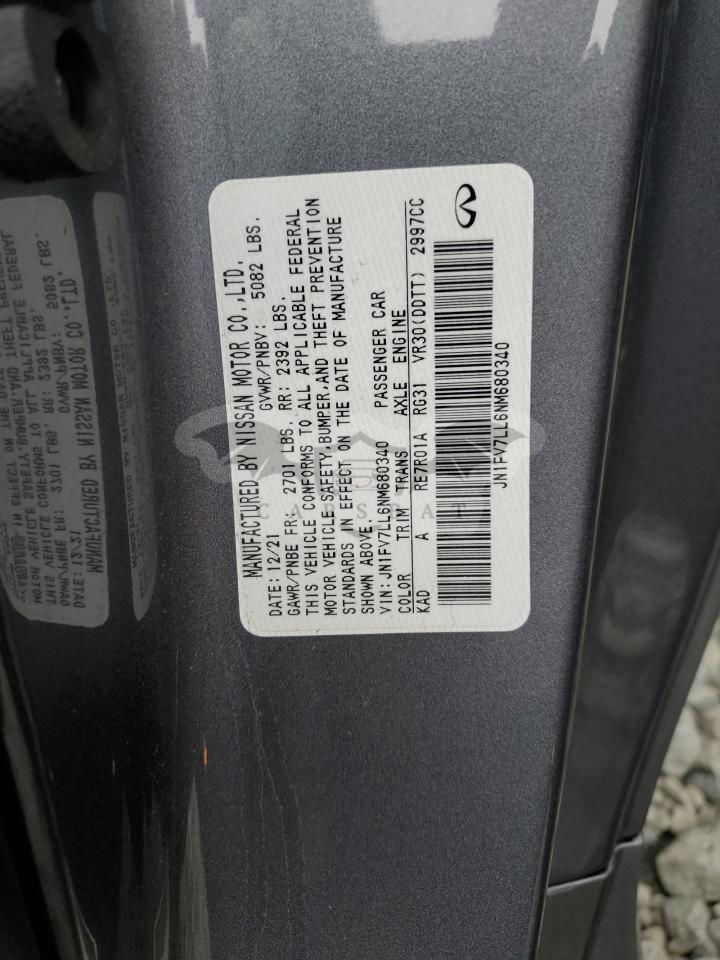 MANUFACTURED BY NISSAN MOTOR CO.,LTD.
DATE: 12/21 GVWR/PNBV: 5082 LBS.
GAWR/PNBE FR: 2701 LBS. RR: 2392 LBS.
THIS VEHICLE CONFORMS TO ALL APPLICABLE FEDERAL
MOTOR VEHICLE SAFETY,BUMPER,AND THEFT PREVENTION
STANDARDS IN EFFECT ON THE DATE OF MANUFACTURE
SHOWN ABOVE.
VIN: JN1FV7LL6NM680340 PASSENGER CAR
COLOR TRIM TRANS AXLE ENGINE
KAD A RE7R01A RG31 VR30(DDTT) 2997CC
JN1FV7LL6NM680340
CARSBAT